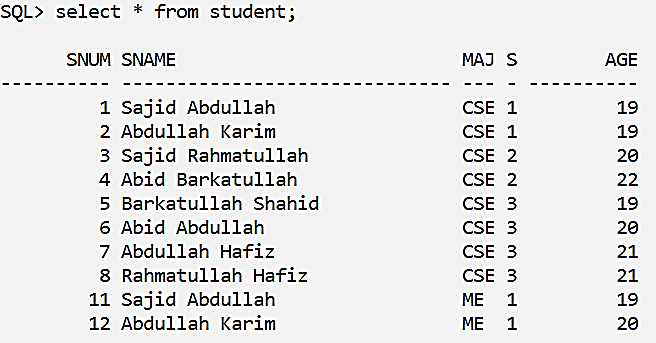 SQL> select * from student;
SNUM SNAME MAJ S AGE
---------- ------------------------------ --- - ----------
1 Sajid Abdullah CSE 1 19
2 Abdullah Karim CSE 1 19
3 Sajid Rahmatullah CSE 2 20
4 Abid Barkatullah CSE 2 22
5 Barkatullah Shahid CSE 3 19
6 Abid Abdullah CSE 3 20
7 Abdullah Hafiz CSE 3 21
8 Rahmatullah Hafiz CSE 3 21
11 Sajid Abdullah ME 1 19
12 Abdullah Karim ME 1 20